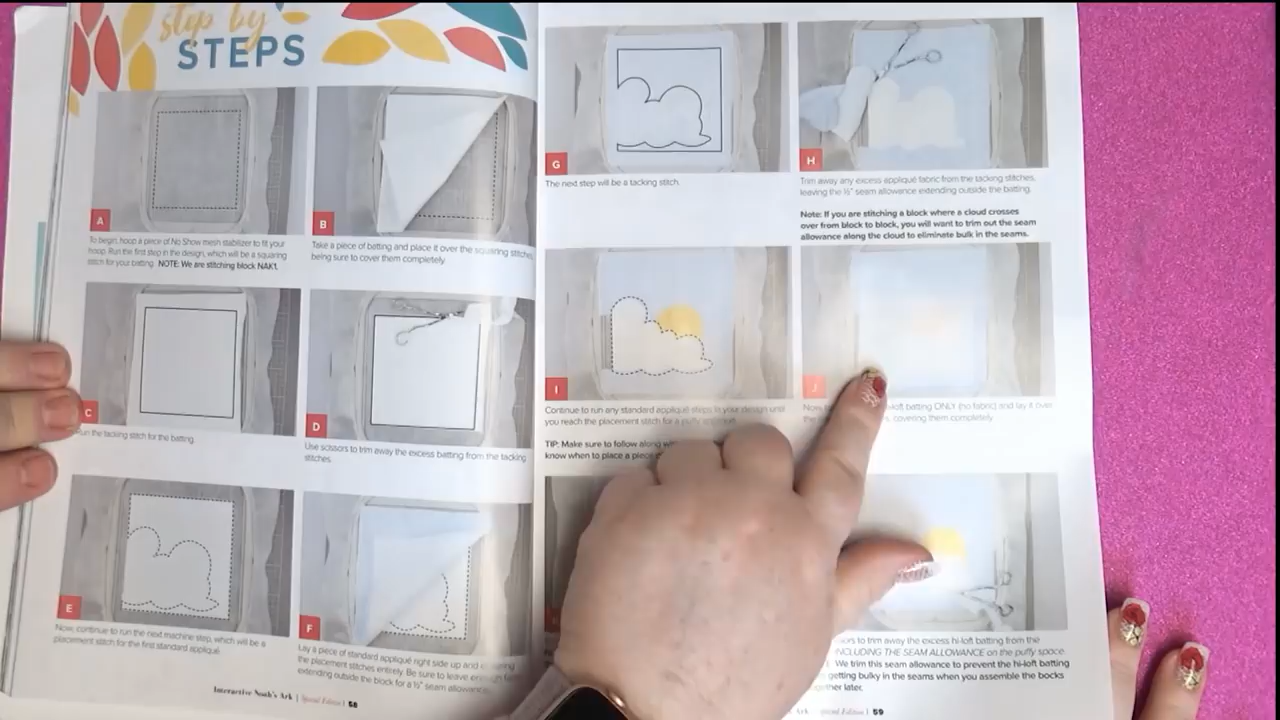 step by
STEPS
A
To begin, hoop a piece of No Show mesh stabilizer to fit your
hoop. Run the first step in the design, which will be a squaring
stitch for your batting. NOTE: We are stitching block NAK1.
B
Take a piece of batting and place it over the squaring stitches,
being sure to cover them completely.
C
Run the tacking stitch for the batting.
D
Use scissors to trim away the excess batting from the tacking
stitches.
E
Now, continue to run the next machine step, which will be a
placement stitch for the first standard appliqué.
F
Lay a piece of standard appliqué right side up and
the placement stitches entirely. Be sure to leave
extending outside the block for a ½" seam allowance.
Interactive Noah's Ark | Special Edition | 58
G
The next step will be a tacking stitch.
H
Trim away any excess appliqué fabric from the tacking stitches,
leaving the ½" seam allowance extending outside the batting.
Note: If you are stitching a block where a cloud crosses
over from block to block, you will want to trim out the seam
allowance along the cloud to eliminate bulk in the seams.
I
Continue to run any standard appliqué steps in your design until
you reach the placement stitch for a puffy
TIP: Make sure to follow along
know when to place a piece
J
Now, batting ONLY (no fabric) and lay it over
covering them completely.
to trim away the excess hi-loft batting from the
INCLUDING THE SEAM ALLOWANCE on the puffy space.
We trim this seam allowance to prevent the hi-loft batting
getting bulky in the seams when you assemble the bocks
later.
Ark Special Edition | 59